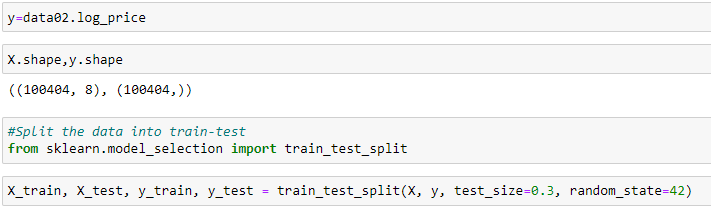 y=data02.log_price
X.shape,y.shape
((100404, 8), (100404,))
#Split the data into train-test
from sklearn.model_selection import train_test_split
X_train, X_test, y_train, y_test = train_test_split(X, y, test_size=0.3, random_state=42)